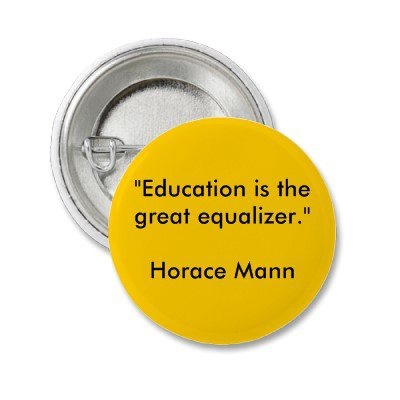 "Education is the
great equalizer."
Horace Mann